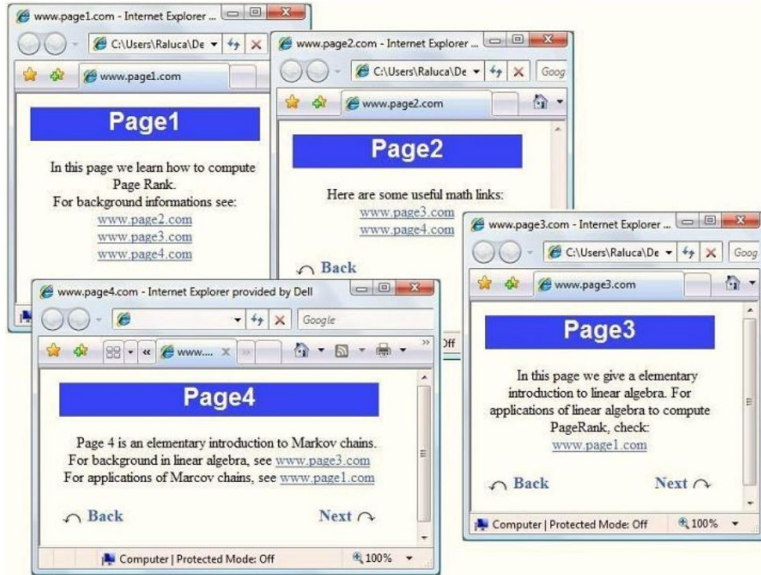 www.page1.com - Internet Explorer ...
C:\Users\Raluca\De
www.page1.com
Page1
In this page we learn how to compute
Page Rank.
For background informations see:
www.page2.com
www.page3.com
www.page4.com
www.page2.com - Internet Explorer ...
C:\Users\Raluca\De
Goog
www.page2.com
Page2
Here are some useful math links:
www.page3.com
www.page4.com
Back
Off
www.page3.com - Internet Explorer ...
C:\Users\Raluca\De
Goog
www.page3.com
Page3
In this page we give a elementary
introduction to linear algebra. For
applications of linear algebra to compute
PageRank, check:
www.page1.com
Back Next
Computer | Protected Mode: Off 100%
www.page4.com - Internet Explorer provided by Dell
Google
www....
Page4
Page 4 is an elementary introduction to Markov chains.
For background in linear algebra, see www.page3.com
For applications of Marcov chains, see www.page1.com
Back Next
Computer | Protected Mode: Off 100%